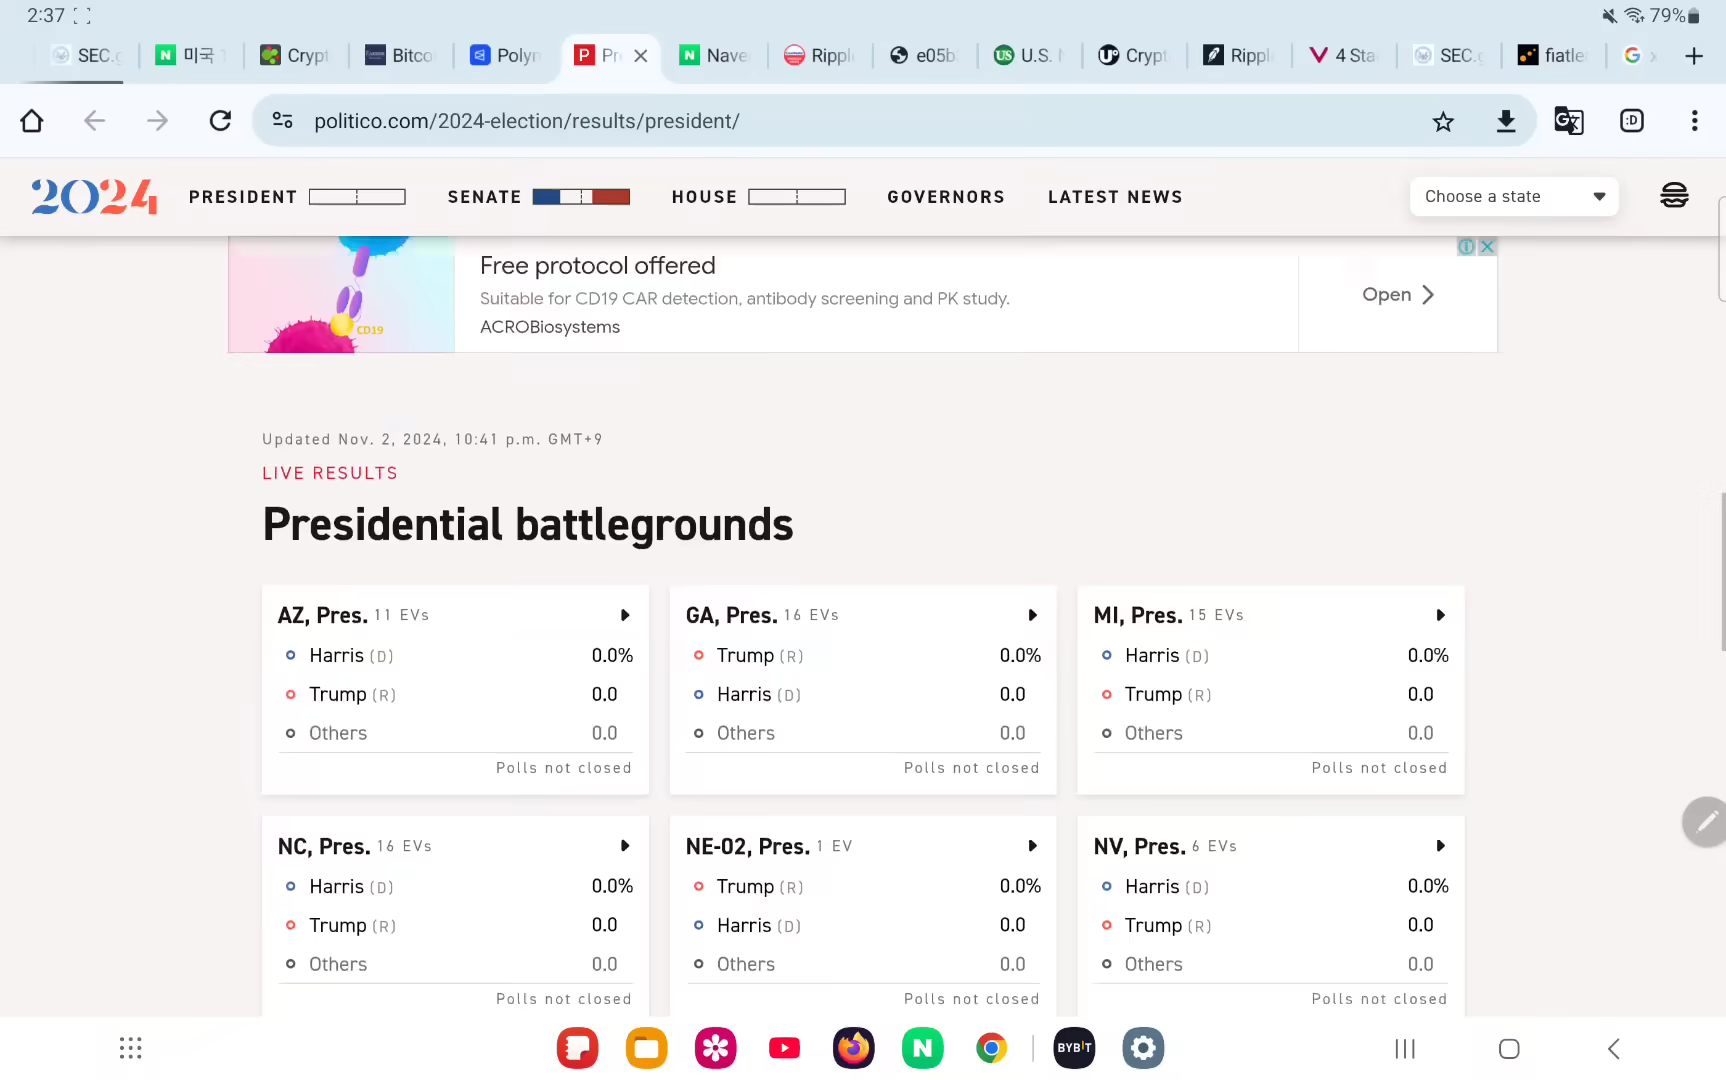 2:37
79%
SEC.g
미국
Crypt
Bitco
Polyn
Pr
Nave
Ripple
e05b
U.S.
Crypt
Rippl
4 Sta
SEC.g
fiatle
x
politico.com/2024-election/results/president/
2024
PRESIDENT
SENATE
HOUSE
GOVERNORS
LATEST NEWS
Choose a state
CD19
Free protocol offered
Suitable for CD19 CAR detection, antibody screening and PK study.
ACROBiosystems
Open
Updated Nov. 2, 2024, 10:41 p.m. GMT+9
LIVE RESULTS
Presidential battlegrounds
AZ, Pres. 11 EVs
Harris (D) 0.0%
Trump (R) 0.0
Others 0.0
Polls not closed
GA, Pres. 16 EVs
Trump (R) 0.0%
Harris (D) 0.0
Others 0.0
Polls not closed
MI, Pres. 15 EVs
Harris (D) 0.0%
Trump (R) 0.0
Others 0.0
Polls not closed
NC, Pres. 16 EVs
Harris (D) 0.0%
Trump (R) 0.0
Others 0.0
Polls not closed
NE-02, Pres. 1 EV
Trump (R) 0.0%
Harris (D) 0.0
Others 0.0
Polls not closed
NV, Pres. 6 EVs
Harris (D) 0.0%
Trump (R) 0.0
Others 0.0
Polls not closed
N
BYBIT